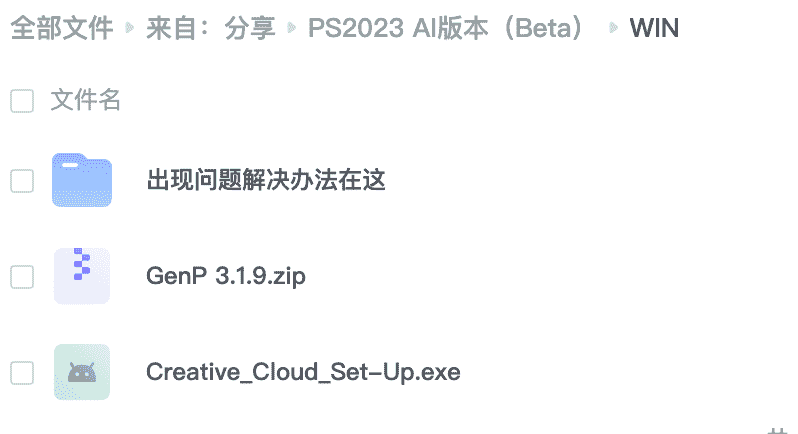 全部文件 来自：分享 PS2023 AI版本（Beta） WIN
文件名
出现问题解决办法在这
GenP 3.1.9.zip
Creative_Cloud_Set-Up.exe